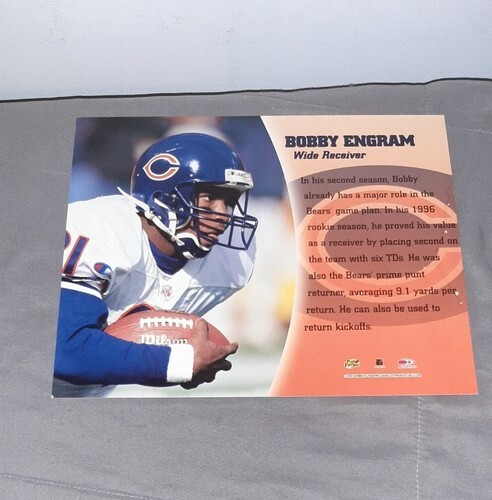 BOBBY ENGRAM
Wide Receiver
In his second season, Bobby
already has a major role in the
Bears' game plan. In his 1996
rookie season, he proved his value
as a receiver by placing second on
the team with six TDs. He was
also the Bears' prime punt
returner, averaging 9.1 yards per
return. He can also be used to
return kickoffs.
81
Wilson